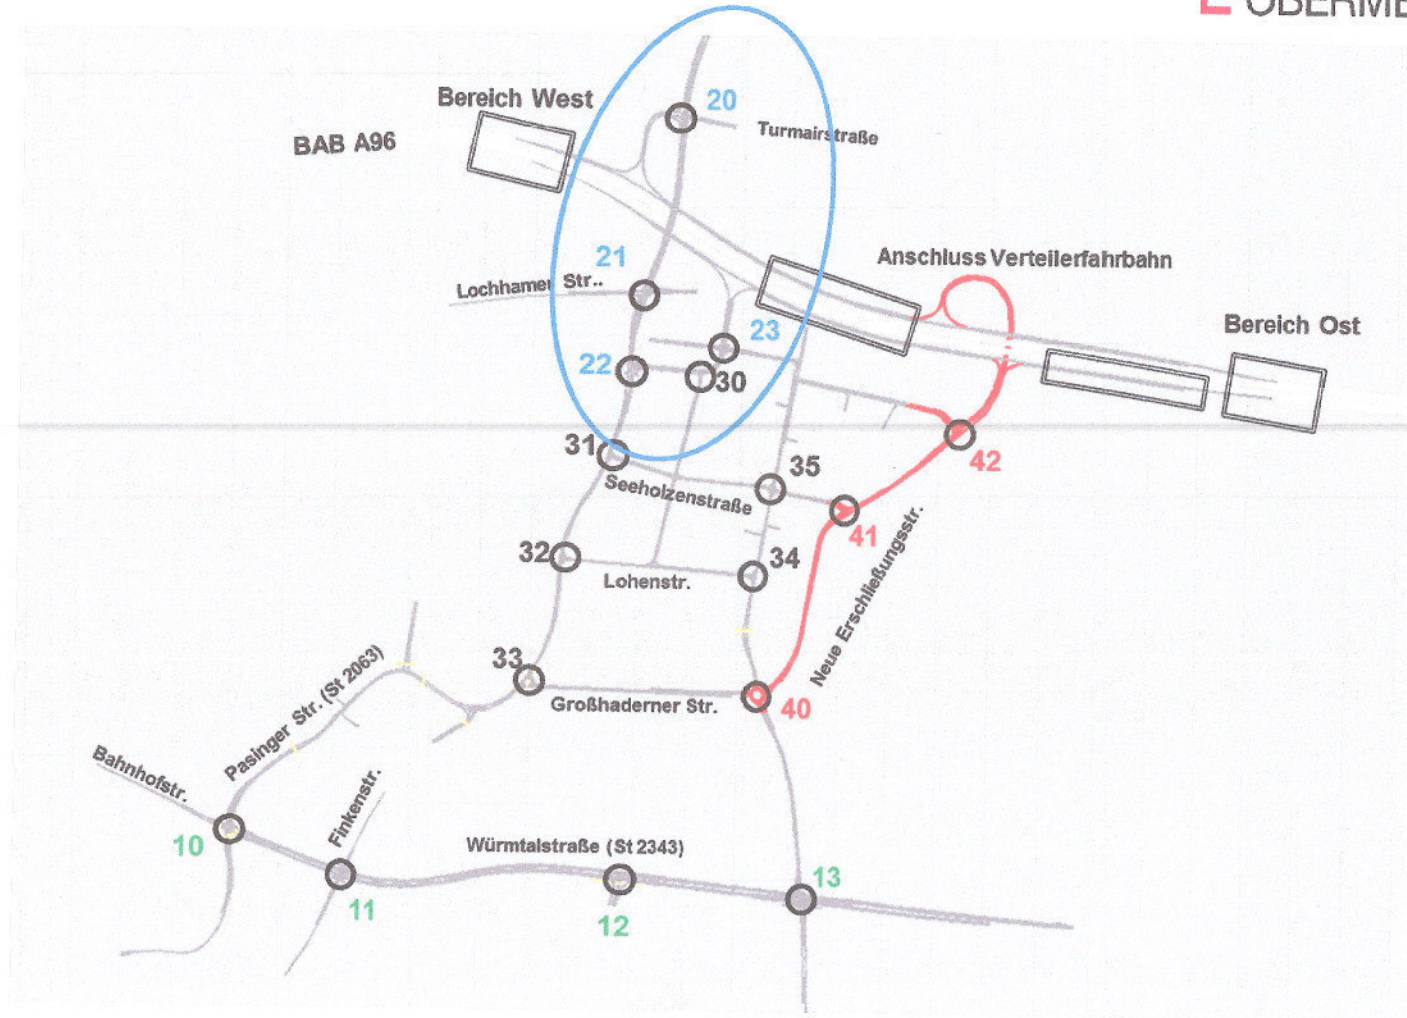 Bereich West
20
BAB A96
Turmairstraße
21
Anschluss Verteilerfahrbahn
Lochhamer Str..
23
Bereich Ost
22
30
31
35
42
Seeholzenstraße
41
32
34
Lohenstr.
Neue Erschließungsstr.
33
Pasinger Str. (St 2063)
Großhaderner Str.
40
Bahnhofstr.
Finkenstr.
10
Würmtalstraße (St 2343)
13
11
12